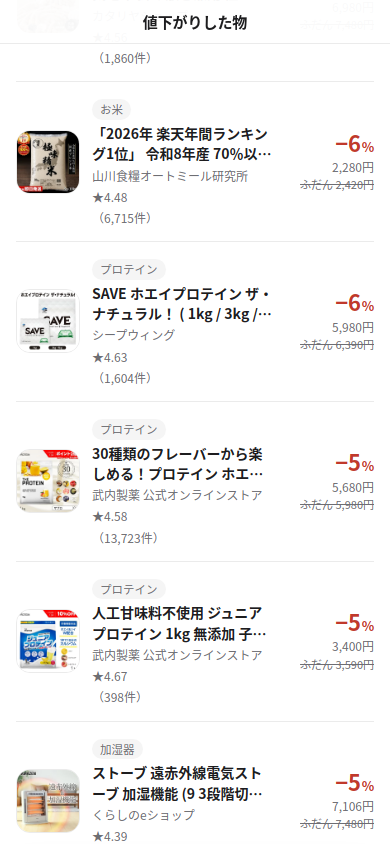 値下がりした物
（1,860件）
お米
「2026年 楽天年間ランキン
グ1位」 令和8年産 70％以…
山川食糧オートミール研究所
★4.48
（6,715件）
−6%
2,280円
ふだん 2,420円
プロテイン
SAVE ホエイプロテイン ザ・
ナチュラル！ ( 1kg / 3kg /…
シープウィング
★4.63
（1,604件）
−6%
5,980円
ふだん 6,390円
プロテイン
30種類のフレーバーから楽
しめる！プロテイン ホエ…
武内製薬 公式オンラインストア
★4.58
（13,723件）
−5%
5,680円
ふだん 5,980円
プロテイン
人工甘味料不使用 ジュニア
プロテイン 1kg 無添加 子…
武内製薬 公式オンラインストア
★4.67
（398件）
−5%
3,400円
ふだん 3,590円
加湿器
ストーブ 遠赤外線電気スト
ーブ 加湿機能 (9 3段階切…
くらしのeショップ
★4.39
−5%
7,106円
ふだん 7,480円